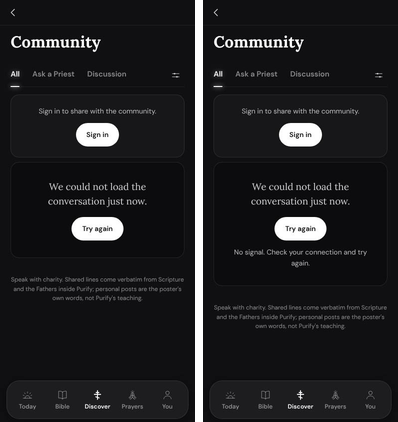 Community
All Ask a Priest Discussion
Sign in to share with the community.
Sign in
We could not load the
conversation just now.
Try again
Speak with charity. Shared lines come verbatim from Scripture
and the Fathers inside Purify; personal posts are the poster's
own words, not Purify's teaching.
Today Bible Discover Prayers You
Community
All Ask a Priest Discussion
Sign in to share with the community.
Sign in
We could not load the
conversation just now.
Try again
No signal. Check your connection and try
again.
Speak with charity. Shared lines come verbatim from Scripture
and the Fathers inside Purify; personal posts are the poster's
own words, not Purify's teaching.
Today Bible Discover Prayers You